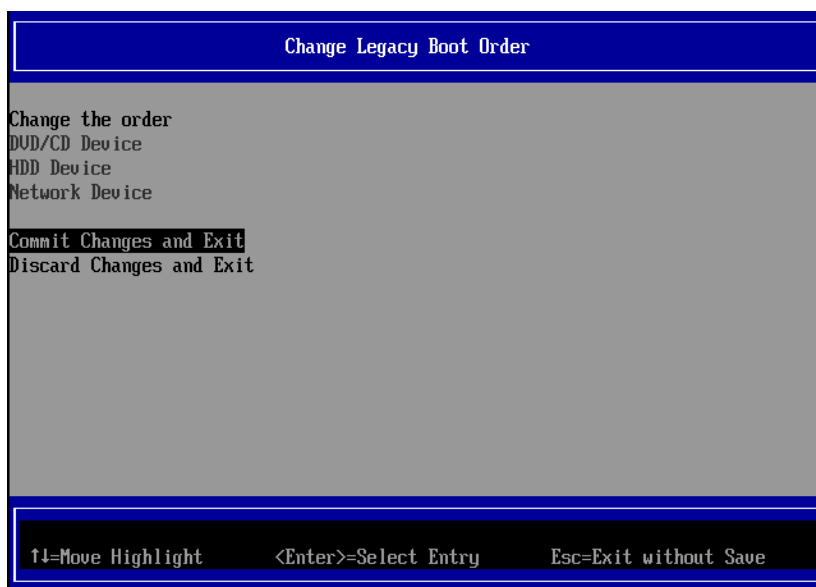 Change Legacy Boot Order
Change the order
DVD/CD Device
HDD Device
Network Device
Commit Changes and Exit
Discard Changes and Exit
↑↓=Move Highlight <Enter>=Select Entry Esc=Exit without Save